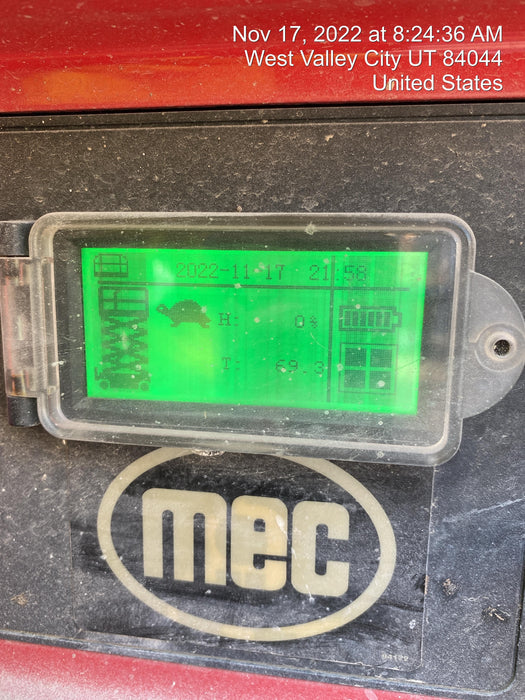 Nov 17, 2022 at 8:24:36 AM
West Valley City UT 84044
United States
2022-11-17 21:58
H: 0%
T: 69.3
mec